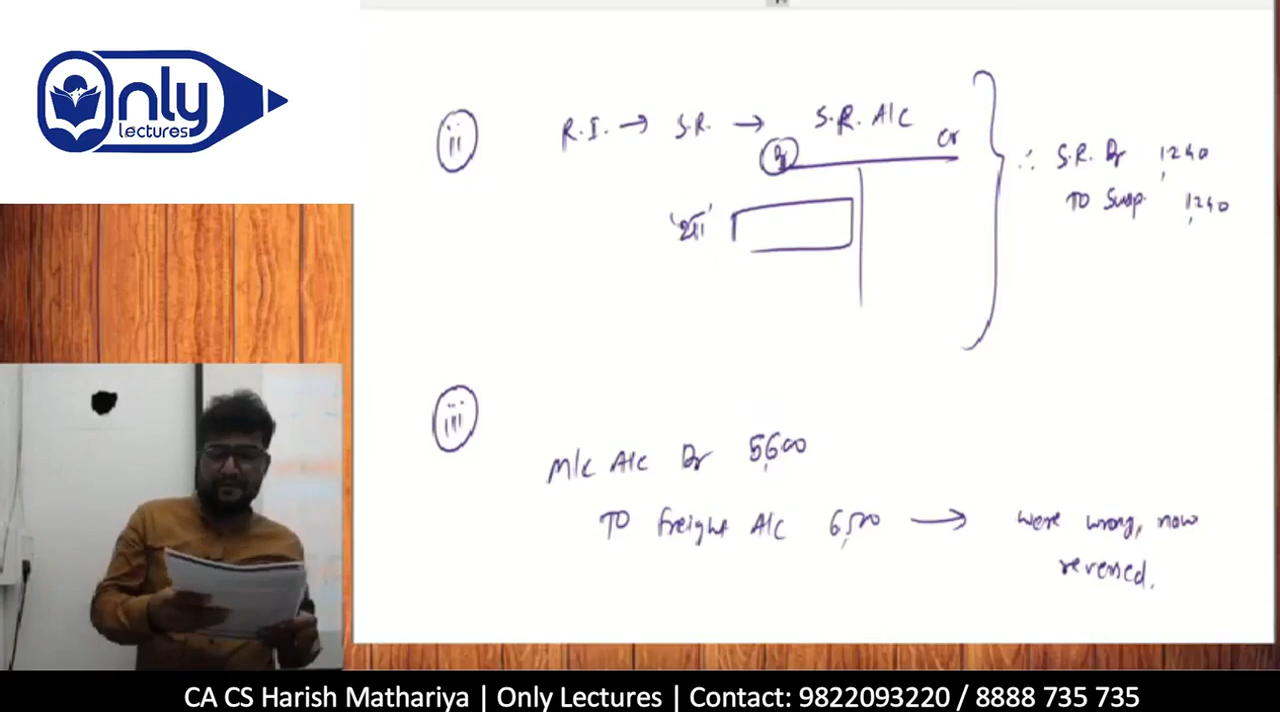 Only
Lectures
ii
R.I. → S.R. → S.R. A/C
Dr
Cr
∴ S.R. Dr 1,240
TO Susp. 1,240
iii
M/C A/C Dr 5,600
TO Freight A/C 6,500 → were wrong, now
reversed.
CA CS Harish Mathariya | Only Lectures | Contact: 9822093220 / 8888 735 735